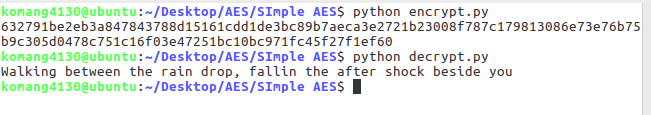 komang4130@ubuntu:~/Desktop/AES/SImple AES$ python encrypt.py
632791be2eb3a847843788d15161cdd1de3bc89b7aeca3e2721b23008f787c179813086e73e76b75
b9c305d0478c751c16f03e47251bc10bc971fc45f27f1ef60
komang4130@ubuntu:~/Desktop/AES/SImple AES$ python decrypt.py
Walking between the rain drop, fallin the after shock beside you
komang4130@ubuntu:~/Desktop/AES/SImple AES$